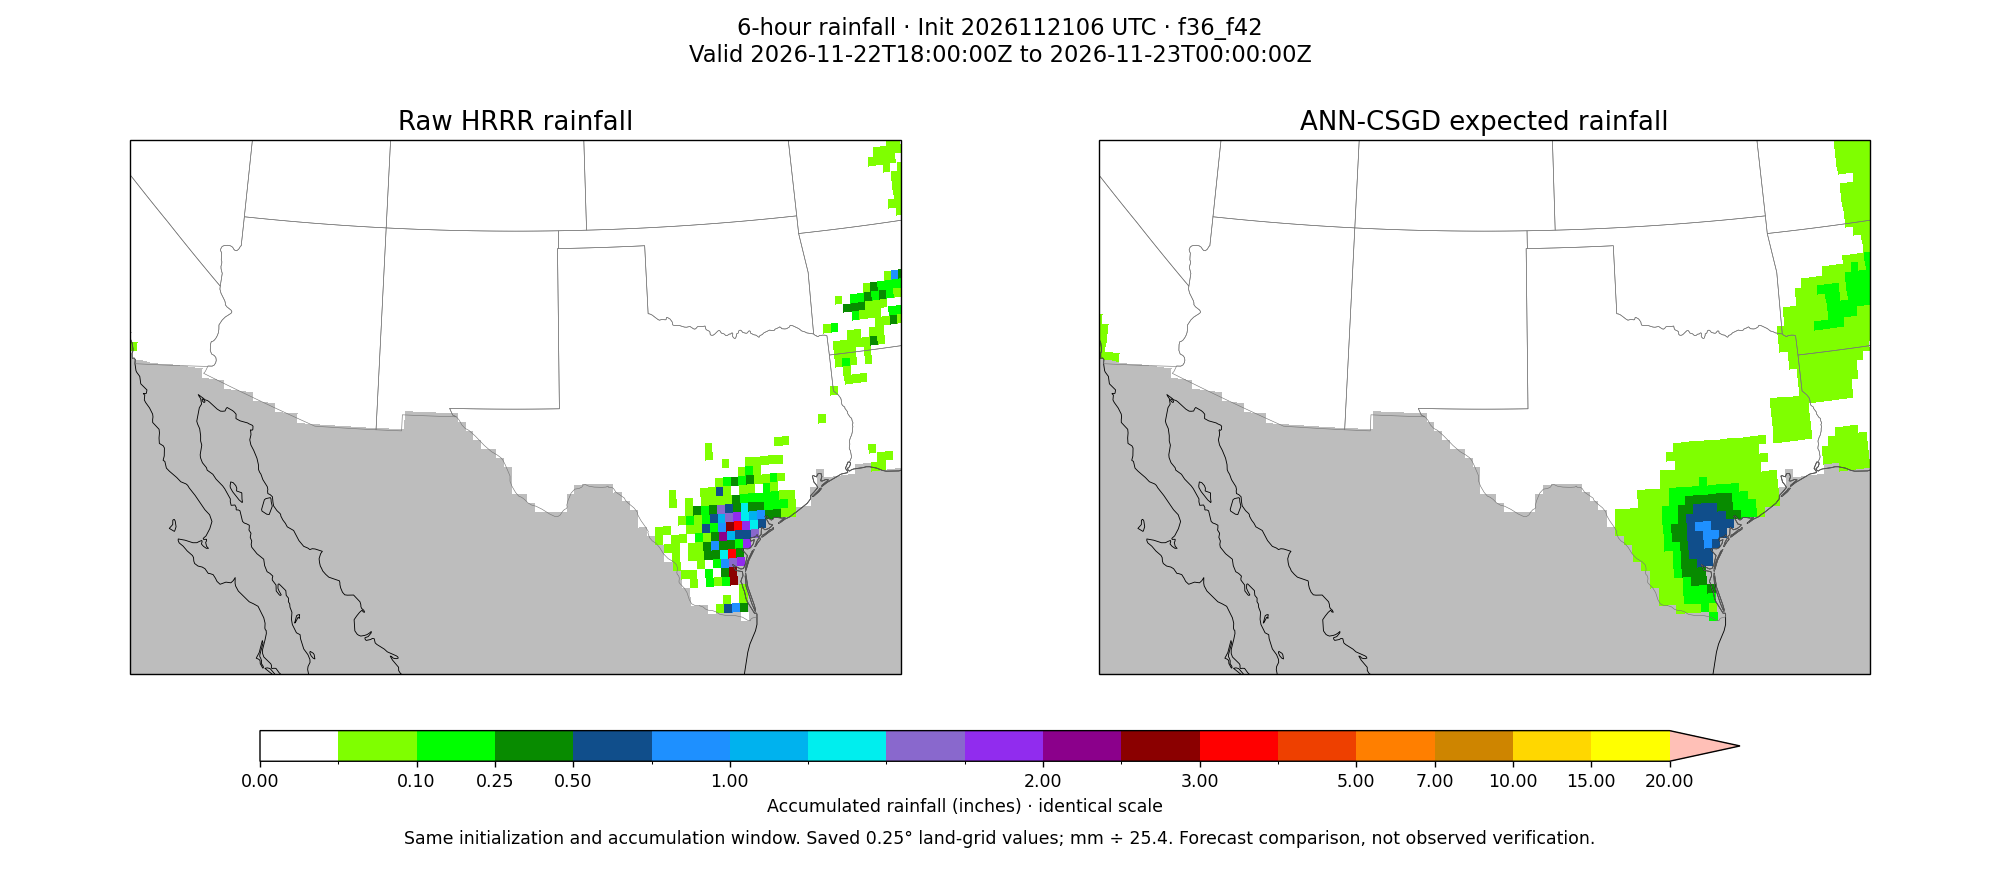 6-hour rainfall · Init 2026112106 UTC · f36_f42
Valid 2026-11-22T18:00:00Z to 2026-11-23T00:00:00Z
Raw HRRR rainfall
ANN-CSGD expected rainfall
0.00 0.10 0.25 0.50 1.00 2.00 3.00 5.00 7.00 10.00 15.00 20.00
Accumulated rainfall (inches) · identical scale
Same initialization and accumulation window. Saved 0.25° land-grid values; mm ÷ 25.4. Forecast comparison, not observed verification.